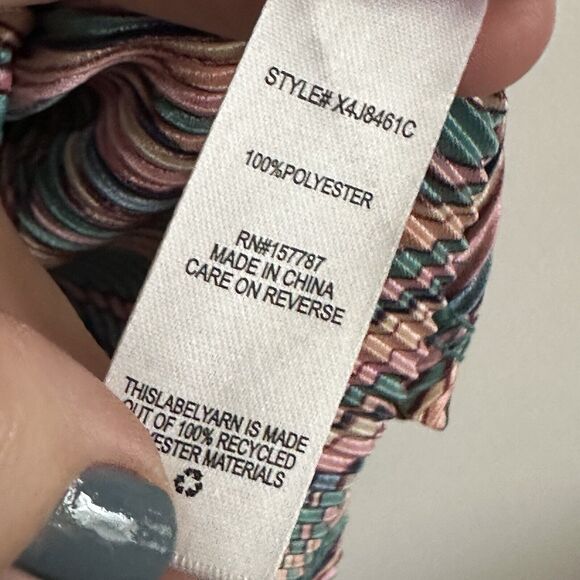 STYLE# X4J8461C
100%POLYESTER
RN#157787
MADE IN CHINA
CARE ON REVERSE
THISLABELYARN IS MADE
OUT OF 100% RECYCLED
MATERIALS